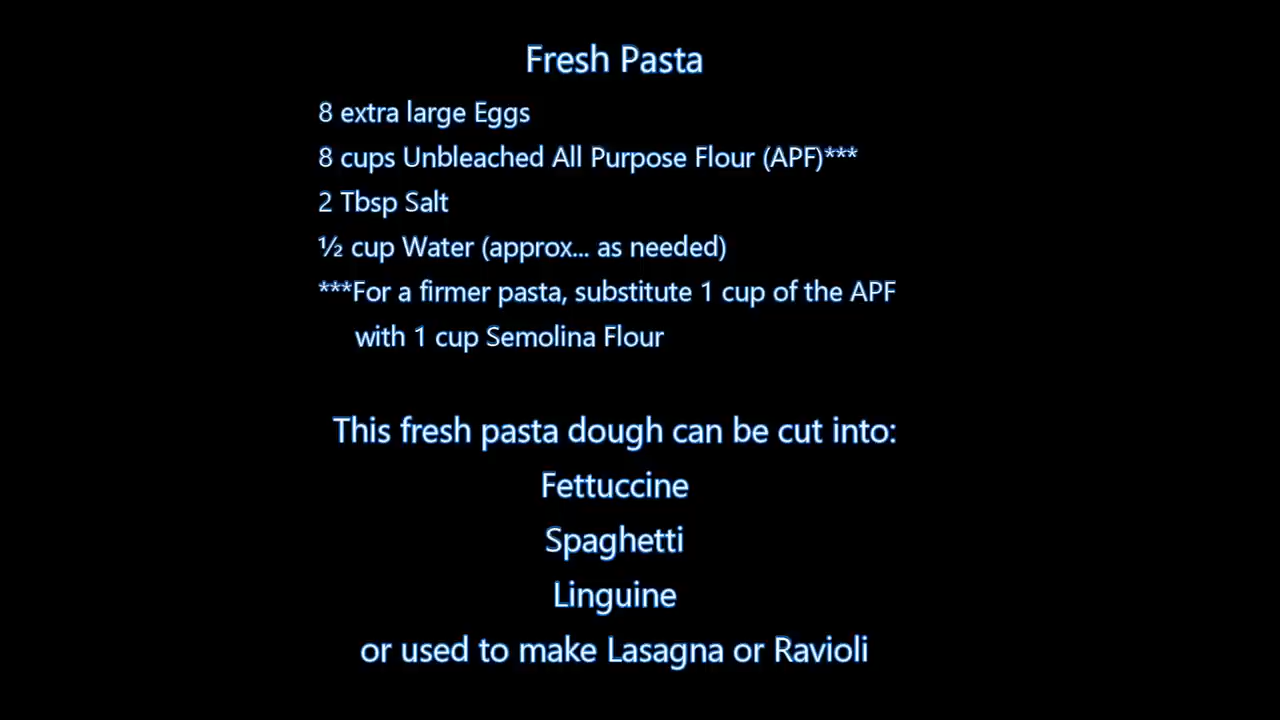 Fresh Pasta
8 extra large Eggs
8 cups Unbleached All Purpose Flour (APF)***
2 Tbsp Salt
½ cup Water (approx... as needed)
***For a firmer pasta, substitute 1 cup of the APF
with 1 cup Semolina Flour
This fresh pasta dough can be cut into:
Fettuccine
Spaghetti
Linguine
or used to make Lasagna or Ravioli